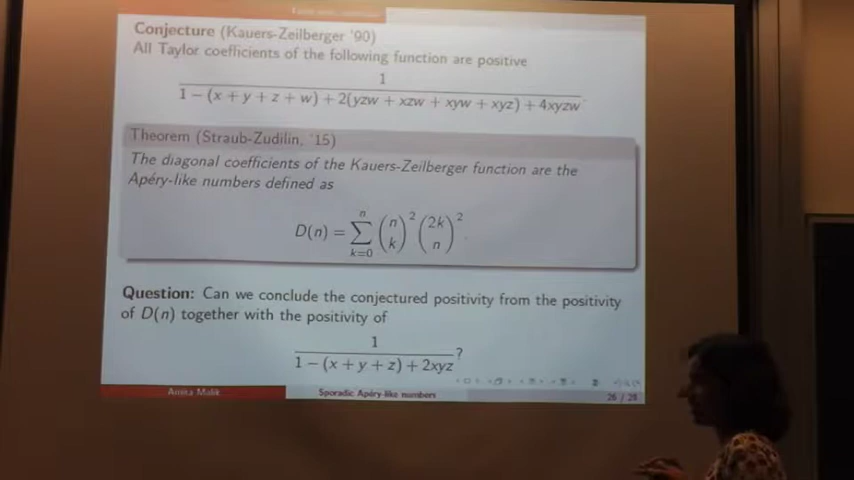 Conjecture (Kauers-Zeilberger '90)
All Taylor coefficients of the following function are positive
1
1 − (x + y + z + w) + 2(yzw + xzw + xyw + xyz) + 4xyzw
Theorem (Straub-Zudilin, '15)
The diagonal coefficients of the Kauers-Zeilberger function are the
Apéry-like numbers defined as
D(n) = ∑_{k=0}^{n} \binom{n}{k}^2 \binom{2k}{n}^2.
Question: Can we conclude the conjectured positivity from the positivity
of D(n) together with the positivity of
1
1 − (x + y + z) + 2xyz ?
Amita Malik Sporadic Apéry-like numbers 26 / 28